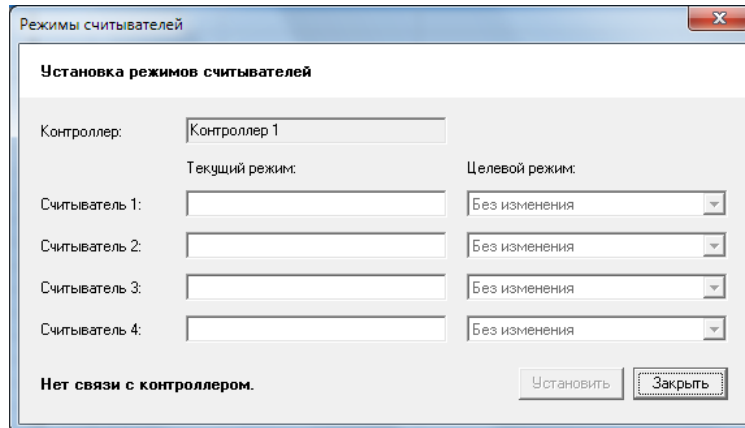 Режимы считывателей
Установка режимов считывателей
Контроллер: Контроллер 1
Текущий режим: Целевой режим:
Считыватель 1: Без изменения
Считыватель 2: Без изменения
Считыватель 3: Без изменения
Считыватель 4: Без изменения
Нет связи с контроллером. Установить Закрыть